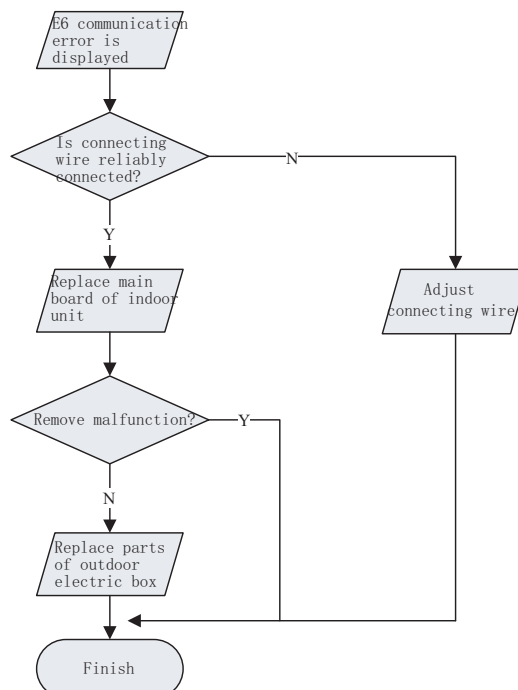 E6 communication
error is
displayed
Is connecting
wire reliably
connected?
N
Y
Replace main
board of indoor
unit
Adjust
connecting wire
Remove malfunction?
Y
N
Replace parts
of outdoor
electric box
Finish